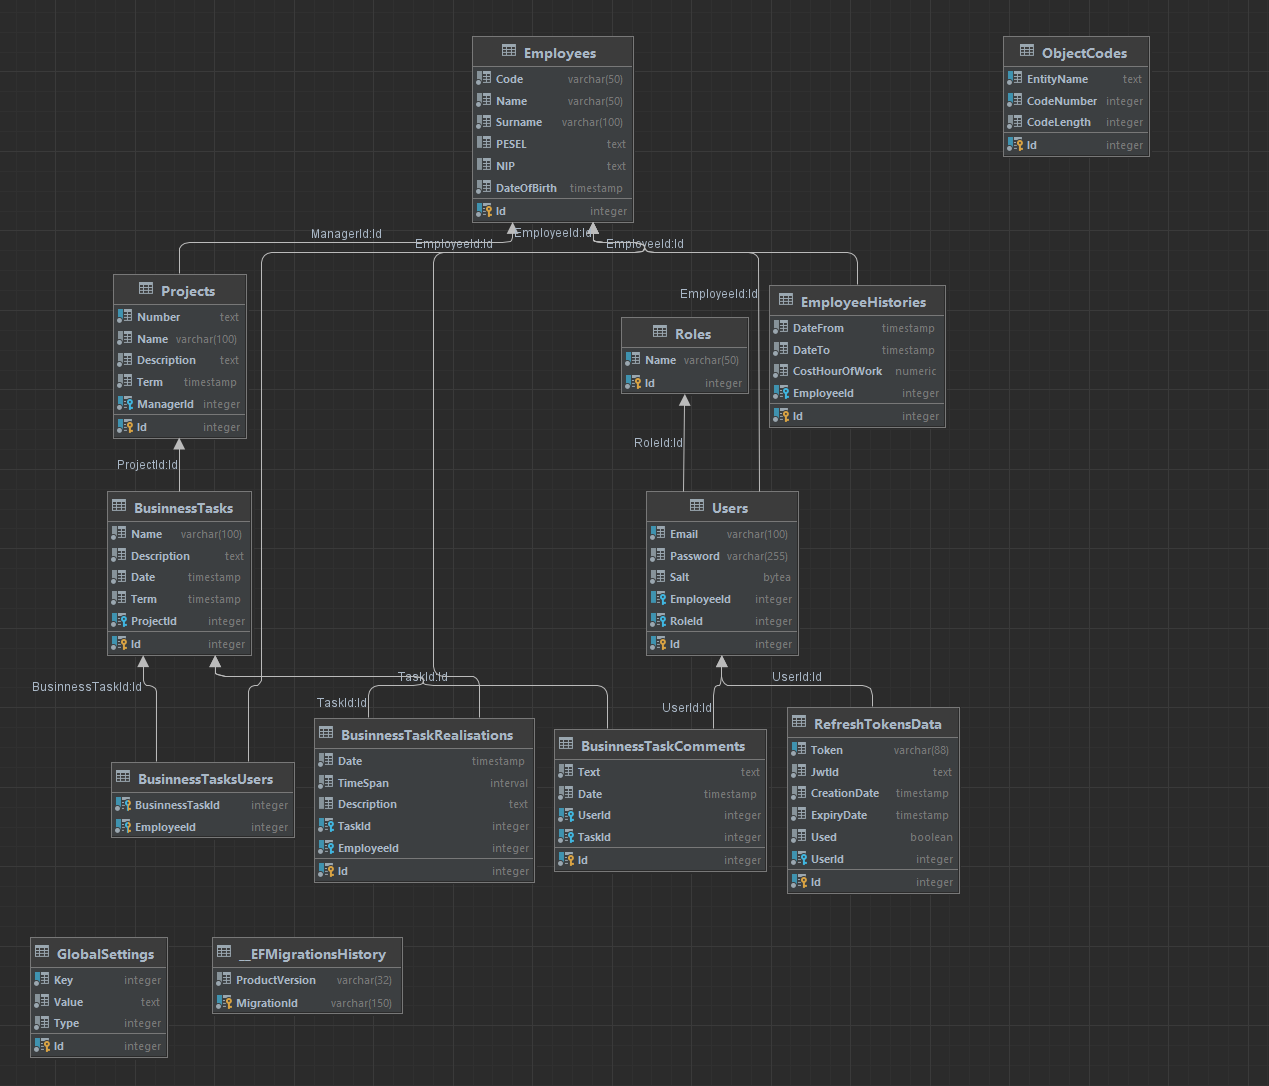 Employees
Code varchar(50)
Name varchar(50)
Surname varchar(100)
PESEL text
NIP text
DateOfBirth timestamp
Id integer
ObjectCodes
EntityName text
CodeNumber integer
CodeLength integer
Id integer
ManagerId:Id
EmployeeId:Id
EmployeeId:Id
EmployeeId:Id
EmployeeId:Id
Projects
Number text
Name varchar(100)
Description text
Term timestamp
ManagerId integer
Id integer
Roles
Name varchar(50)
Id integer
EmployeeHistories
DateFrom timestamp
DateTo timestamp
CostHourOfWork numeric
EmployeeId integer
Id integer
ProjectId:Id
RoleId:Id
BusinnessTasks
Name varchar(100)
Description text
Date timestamp
Term timestamp
ProjectId integer
Id integer
Users
Email varchar(100)
Password varchar(255)
Salt bytea
EmployeeId integer
RoleId integer
Id integer
BusinnessTaskId:Id
TaskId:Id
TaskId:Id
UserId:Id
UserId:Id
BusinnessTasksUsers
BusinnessTaskId integer
EmployeeId integer
BusinnessTaskRealisations
Date timestamp
TimeSpan interval
Description text
TaskId integer
EmployeeId integer
Id integer
BusinnessTaskComments
Text text
Date timestamp
UserId integer
TaskId integer
Id integer
RefreshTokensData
Token varchar(88)
JwtId text
CreationDate timestamp
ExpiryDate timestamp
Used boolean
UserId integer
Id integer
GlobalSettings
Key integer
Value text
Type integer
Id integer
__EFMigrationsHistory
ProductVersion varchar(32)
MigrationId varchar(150)